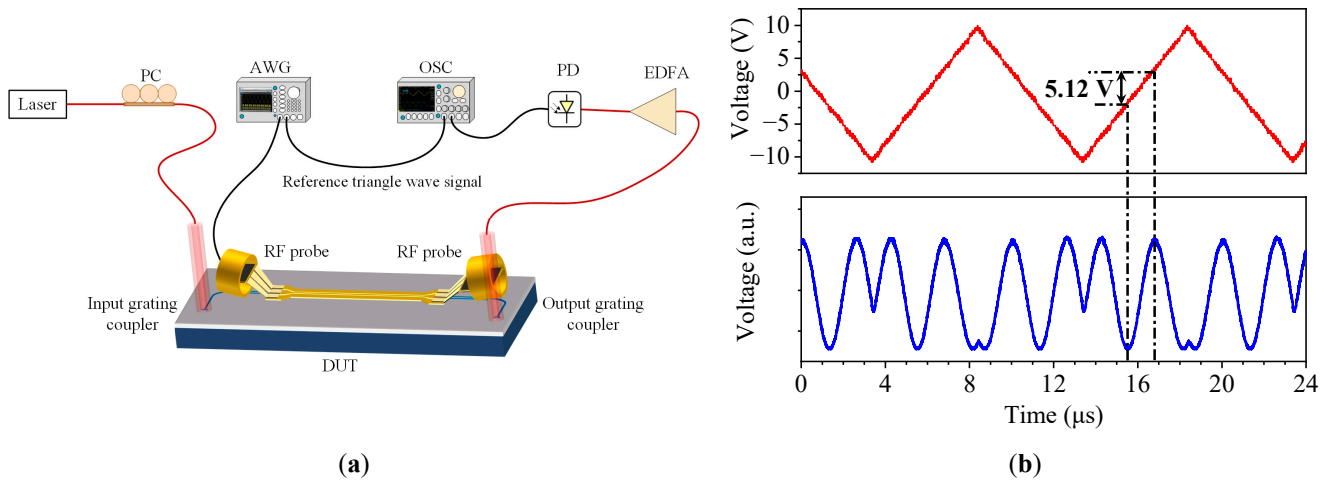 PC
AWG
OSC
PD
EDFA
Laser
Reference triangle wave signal
RF probe
RF probe
Input grating
coupler
Output grating
coupler
DUT
(a)
Voltage (V)
10
5
0
−5
−10
5.12 V
Voltage (a.u.)
0
4
8
12
16
20
24
Time (μs)
(b)